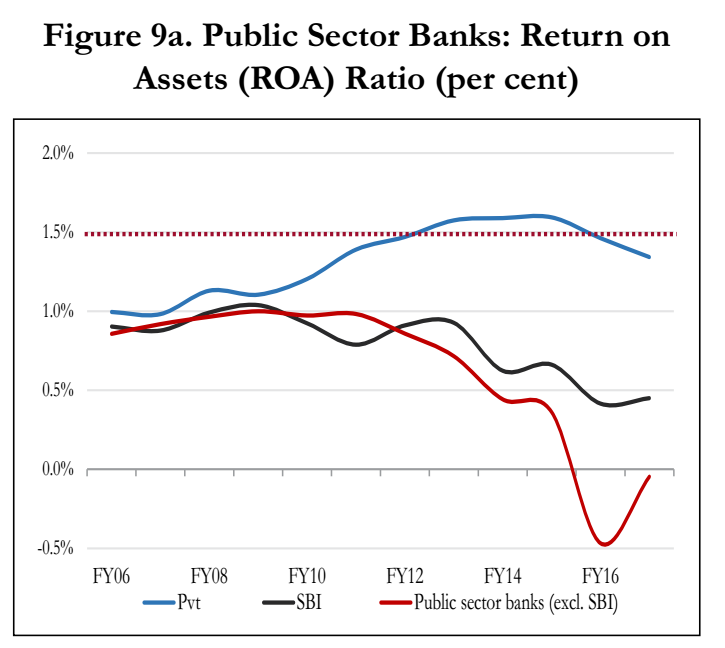 Figure 9a. Public Sector Banks: Return on
Assets (ROA) Ratio (per cent)
2.0%
1.5%
1.0%
0.5%
0.0%
-0.5%
FY06 FY08 FY10 FY12 FY14 FY16
Pvt SBI Public sector banks (excl. SBI)